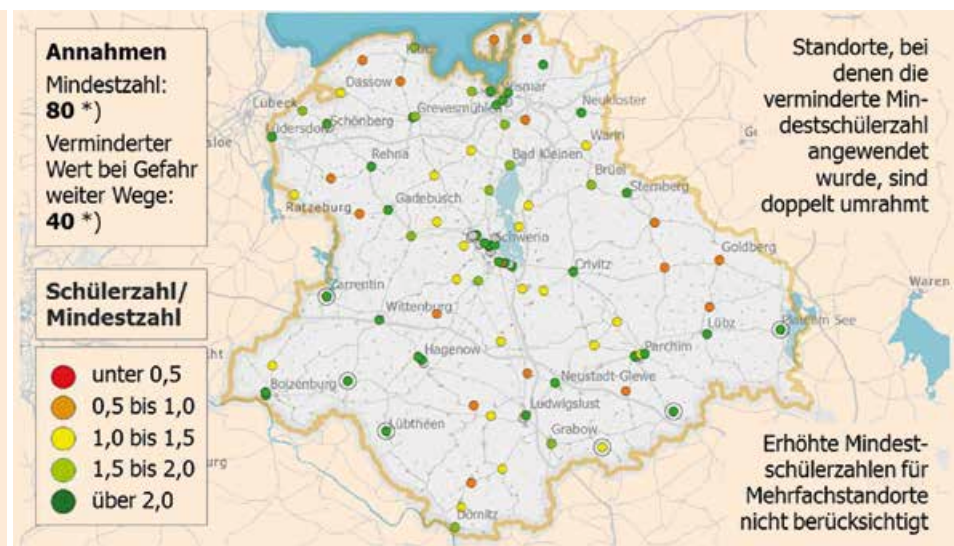 Annahmen
Mindestzahl:
80 *)
Verminderter
Wert bei Gefahr
weiter Wege:
40 *)
Schülerzahl/
Mindestzahl
unter 0,5
0,5 bis 1,0
1,0 bis 1,5
1,5 bis 2,0
über 2,0
Standorte, bei
denen die
verminderte Min-
destschülerzahl
angewendet
wurde, sind
doppelt umrahmt
Erhöhte Mindest-
schülerzahlen für
Mehrfachstandorte
nicht berücksichtigt
Dassow
Lübeck
Grevesmühlen
Neukloster
Schönberg
Warin
Rehna
Bad Kleinen
Brüel
Sternberg
Gadebusch
Ratzeburg
Schwerin
Goldberg
Crivitz
Waren
Wittenburg
Lübz
Hagenow
Parchim
Boizenburg
Neustadt-Glewe
Ludwigslust
Lübtheen
Grabow
Dömitz